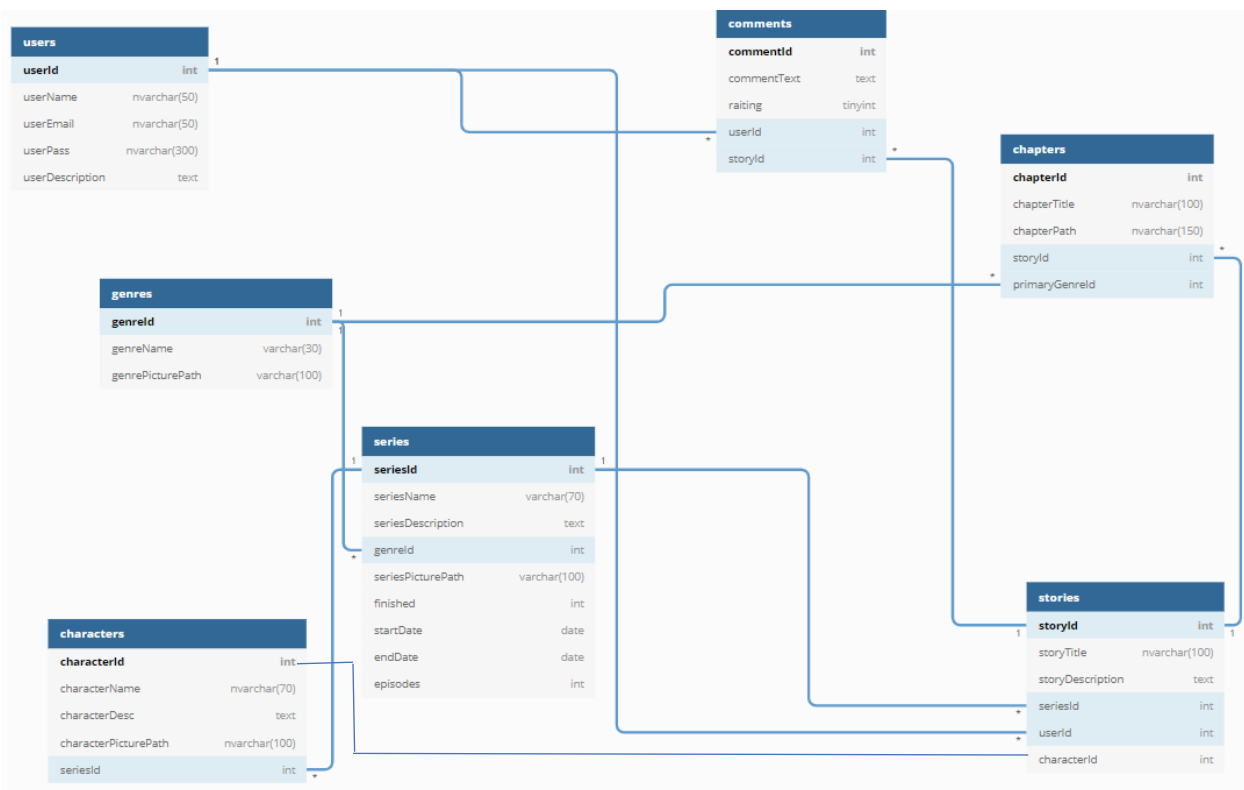 users
userId int
userName nvarchar(50)
userEmail nvarchar(50)
userPass nvarchar(300)
userDescription text
1
comments
commentId int
commentText text
raiting tinyint
userId int
storyId int
*
*
chapters
chapterId int
chapterTitle nvarchar(100)
chapterPath nvarchar(150)
storyId int
primaryGenreId int
*
*
genres
genreId int
genreName varchar(30)
genrePicturePath varchar(100)
1
1
series
seriesId int
seriesName varchar(70)
seriesDescription text
genreId int
seriesPicturePath varchar(100)
finished int
startDate date
endDate date
episodes int
1
1
*
characters
characterId int
characterName nvarchar(70)
characterDesc text
characterPicturePath nvarchar(100)
seriesId int
*
stories
storyId int
storyTitle nvarchar(100)
storyDescription text
seriesId int
userId int
characterId int
1
1
*
*